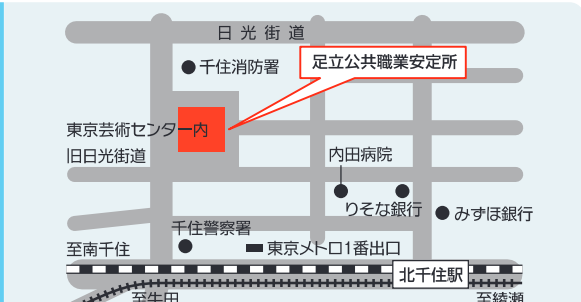 日光街道
千住消防署
足立公共職業安定所
東京芸術センター内
旧日光街道
内田病院
りそな銀行
みずほ銀行
千住警察署
至南千住
東京メトロ1番出口
北千住駅
至牛田
至綾瀬